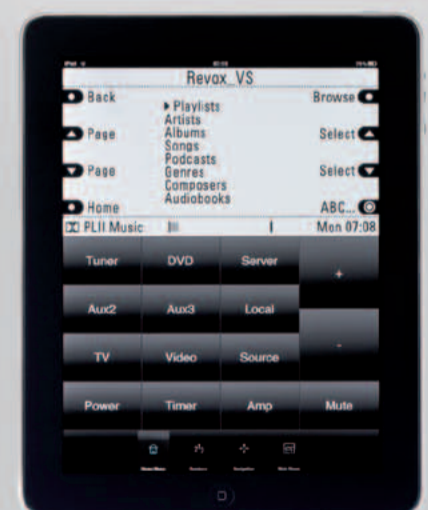 Revox_VS
Back Browse
Playlists
Artists
Page Albums Select
Songs
Podcasts
Page Genres Select
Composers
Audiobooks
Home ABC...
PLII Music Mon 07:08
Tuner DVD Server +
Aux2 Aux3 Local
TV Video Source -
Power Timer Amp Mute